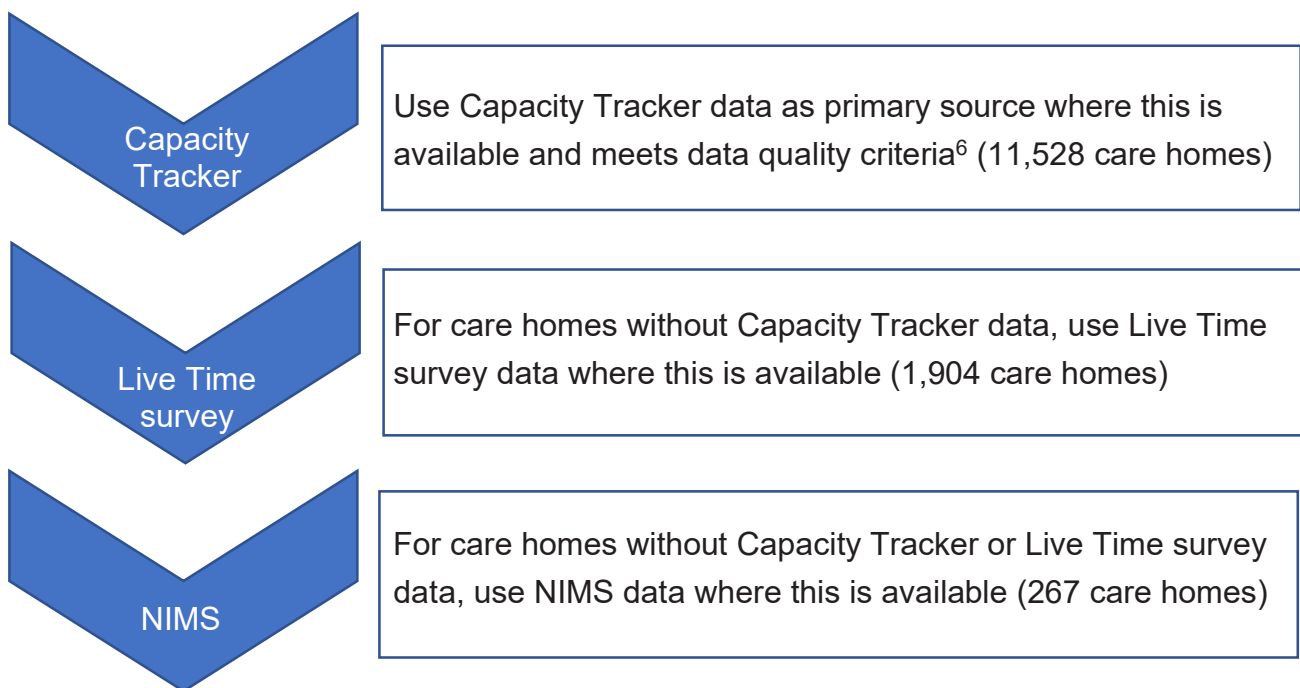 Capacity
Tracker
Use Capacity Tracker data as primary source where this is
available and meets data quality criteria⁶ (11,528 care homes)
Live Time
survey
For care homes without Capacity Tracker data, use Live Time
survey data where this is available (1,904 care homes)
NIMS
For care homes without Capacity Tracker or Live Time survey
data, use NIMS data where this is available (267 care homes)